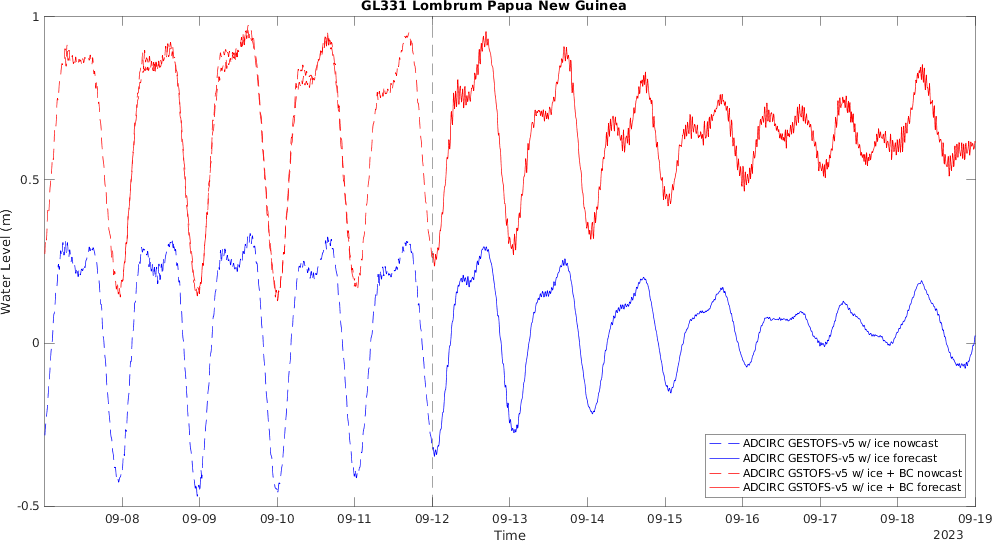 GL331 Lombrum Papua New Guinea
1
0.5
0
-0.5
Water Level (m)
09-08 09-09 09-10 09-11 09-12 09-13 09-14 09-15 09-16 09-17 09-18 09-19
Time
2023
ADCIRC GESTOFS-v5 w/ ice nowcast
ADCIRC GESTOFS-v5 w/ ice forecast
ADCIRC GSTOFS-v5 w/ ice + BC nowcast
ADCIRC GSTOFS-v5 w/ ice + BC forecast